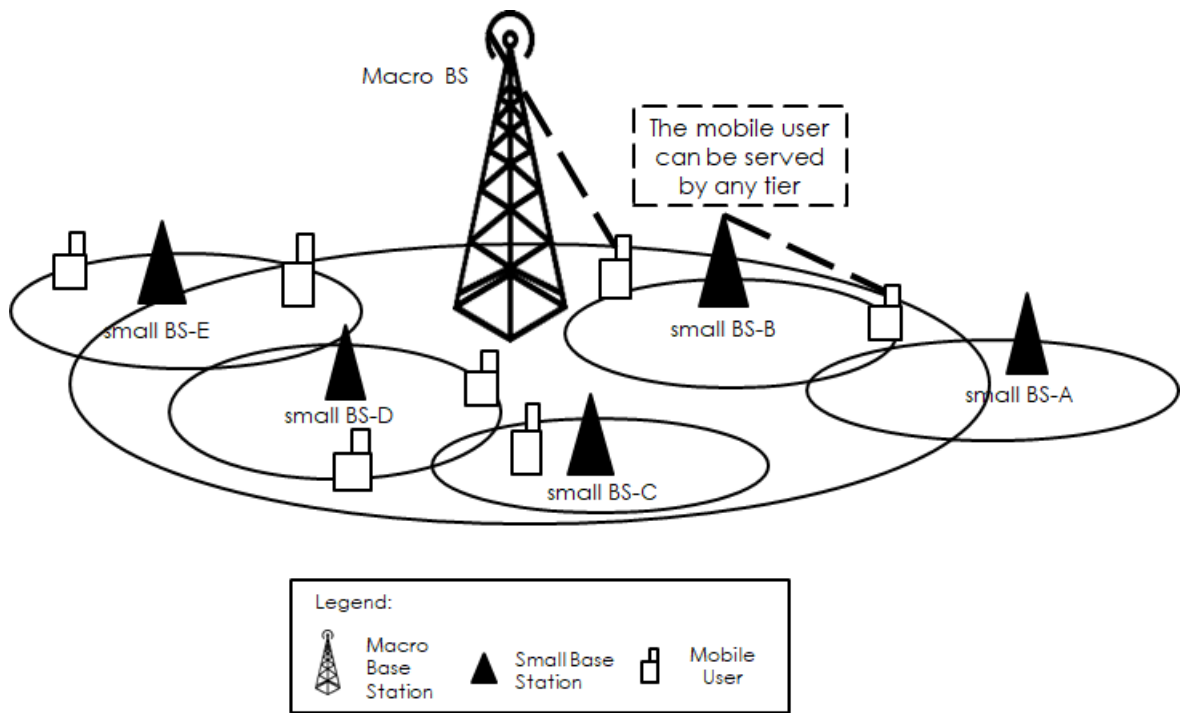 Macro BS
The mobile user
can be served
by any tier
small BS-E
small BS-B
small BS-D
small BS-A
small BS-C
Legend:
Macro
Base
Station
Small Base
Station
Mobile
User